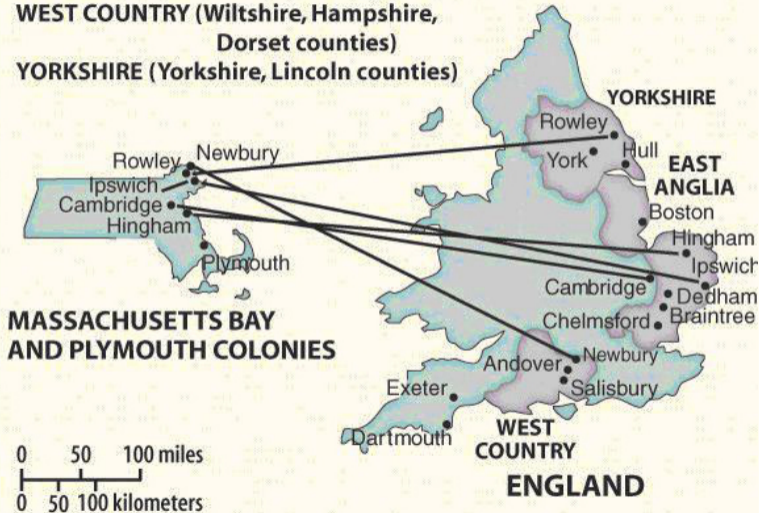 WEST COUNTRY (Wiltshire, Hampshire,
Dorset counties)
YORKSHIRE (Yorkshire, Lincoln counties)
Rowley
Newbury
Ipswich
Cambridge
Hingham
Plymouth
MASSACHUSETTS BAY
AND PLYMOUTH COLONIES
0 50 100 miles
0 50 100 kilometers
YORKSHIRE
Rowley
York
Hull
EAST
ANGLIA
Boston
Hingham
Ipswich
Cambridge
Dedham
Braintree
Chelmsford
Andover
Newbury
Salisbury
Exeter
Dartmouth
WEST
COUNTRY
ENGLAND